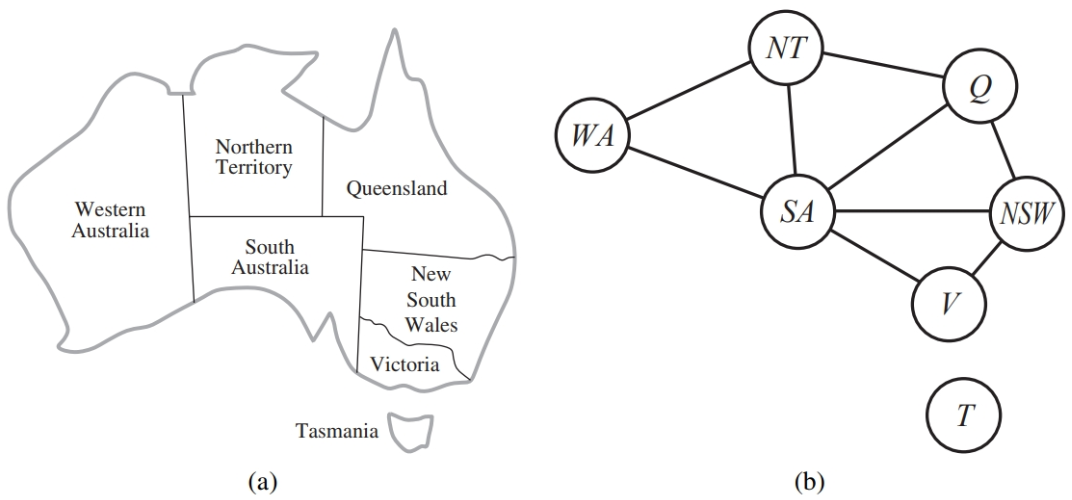 Northern
Territory
Western
Australia
Queensland
South
Australia
New
South
Wales
Victoria
Tasmania
(a)
NT
Q
WA
SA
NSW
V
T
(b)